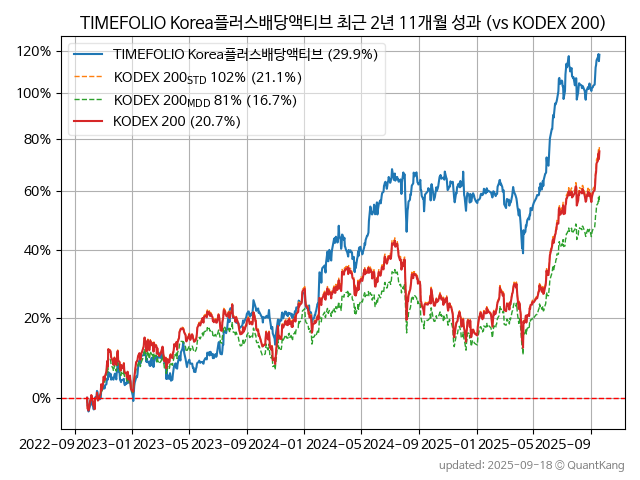 TIMEFOLIO Korea플러스배당액티브 최근 2년 11개월 성과 (vs KODEX 200)
TIMEFOLIO Korea플러스배당액티브 (29.9%)
KODEX 200STD 102% (21.1%)
KODEX 200MDD 81% (16.7%)
KODEX 200 (20.7%)
120%
100%
80%
60%
40%
20%
0%
2022-09 2023-01 2023-05 2023-09 2024-01 2024-05 2024-09 2025-01 2025-05 2025-09
updated: 2025-09-18 © QuantKang